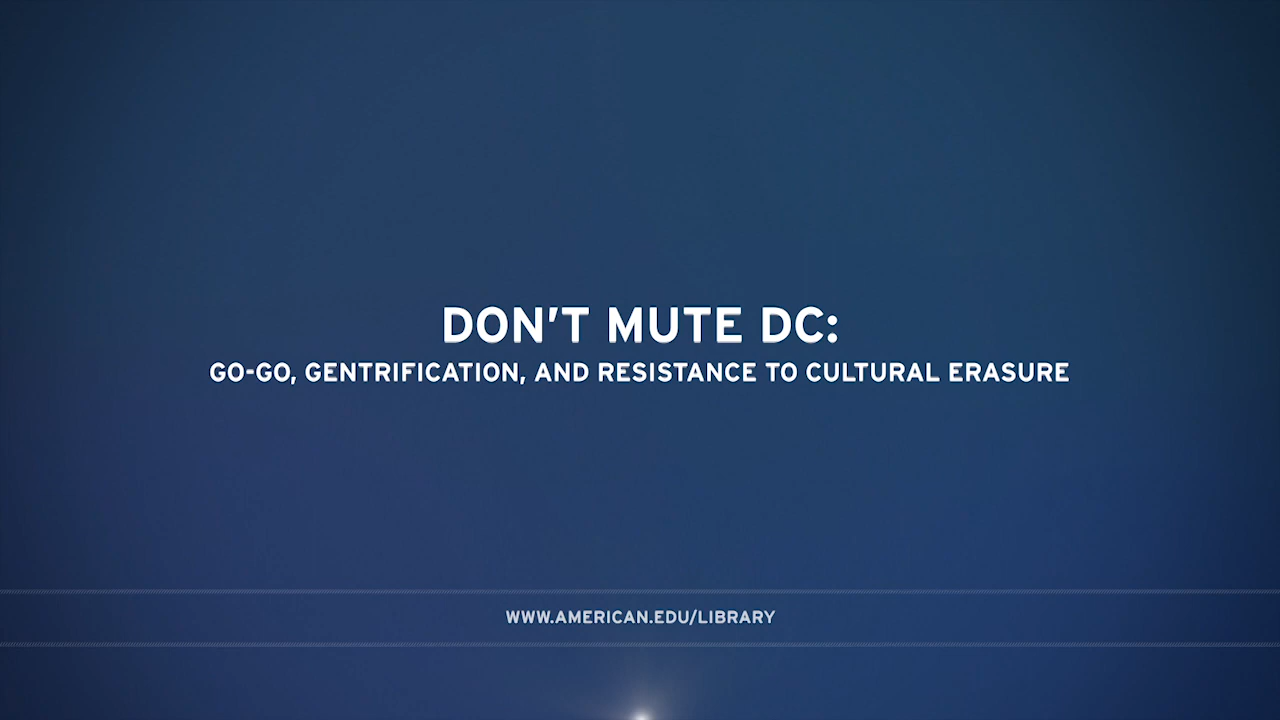 DON'T MUTE DC:
GO-GO, GENTRIFICATION, AND RESISTANCE TO CULTURAL ERASURE
WWW.AMERICAN.EDU/LIBRARY